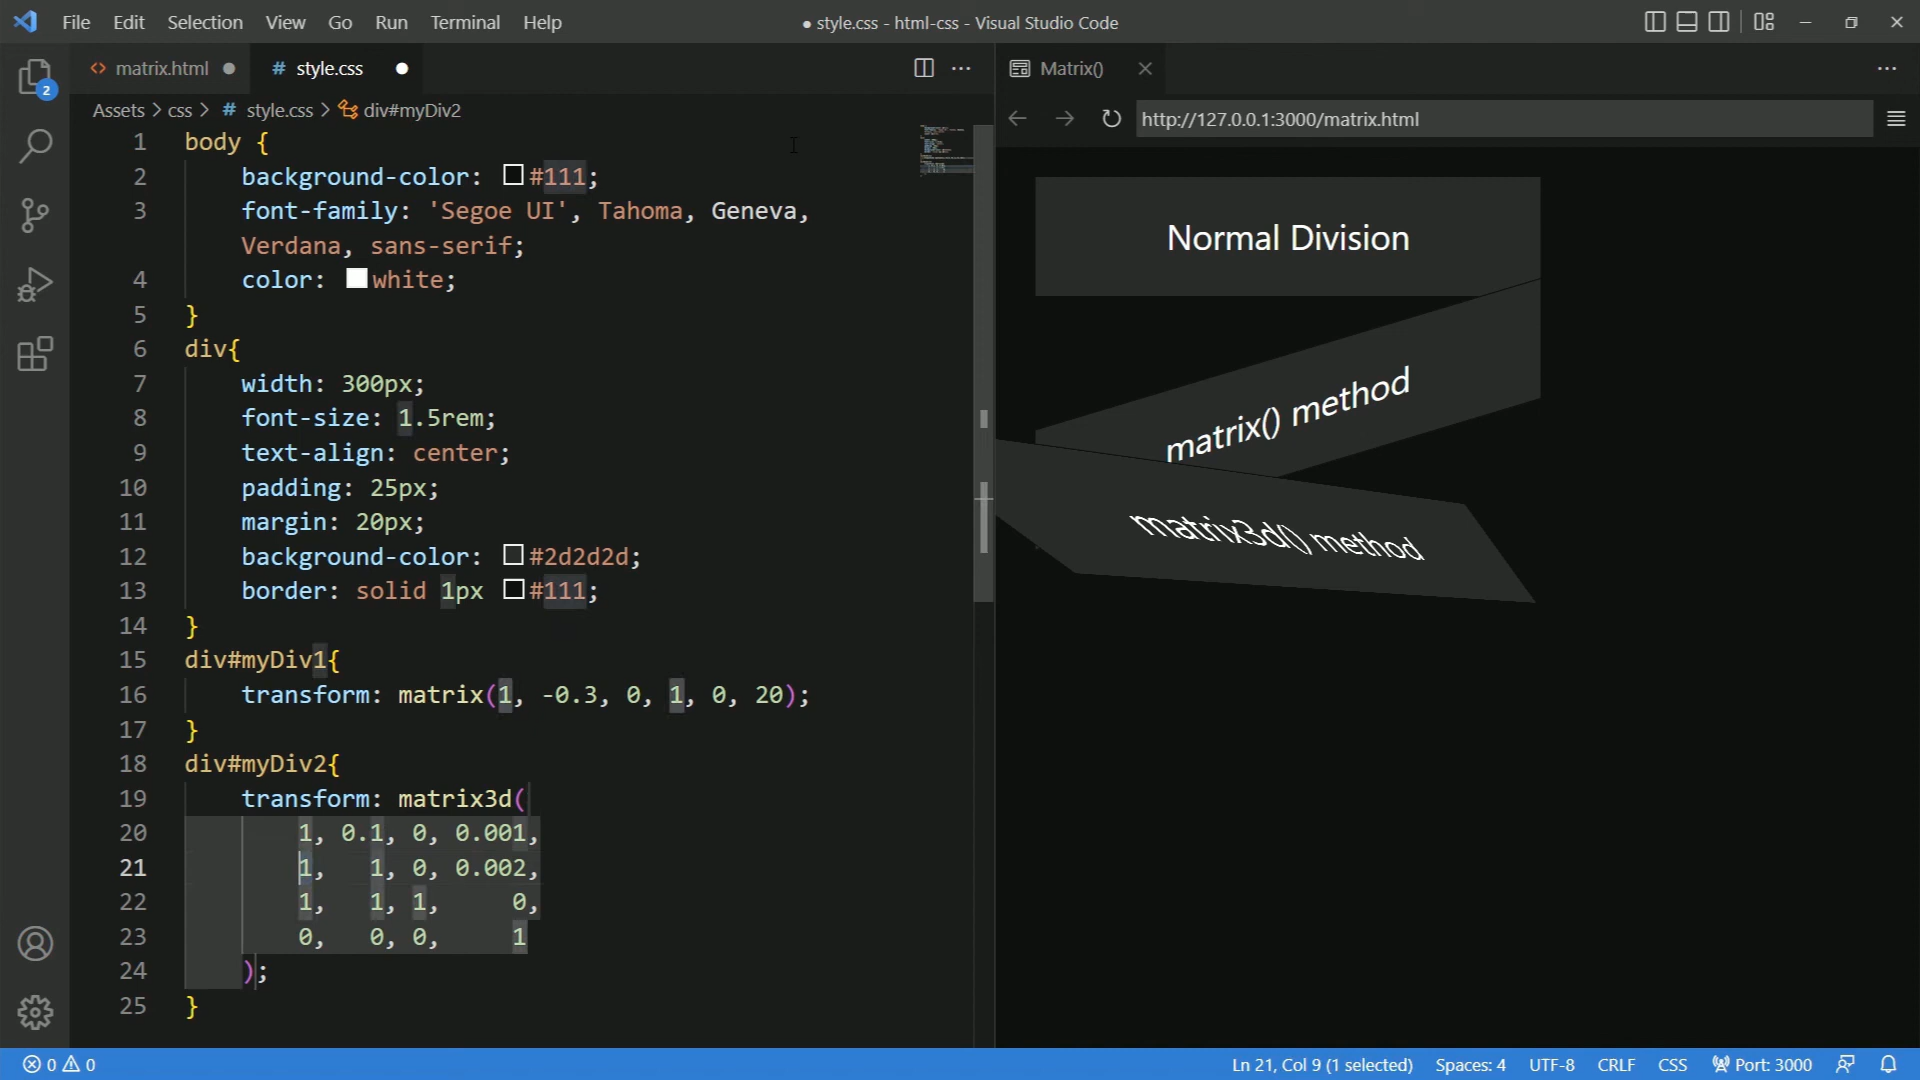 File Edit Selection View Go Run Terminal Help
● style.css - html-css - Visual Studio Code
matrix.html
# style.css
Matrix()
Assets > css > # style.css > div#myDiv2
http://127.0.0.1:3000/matrix.html
2
1 body {
2 background-color: #111;
3 font-family: 'Segoe UI', Tahoma, Geneva,
Verdana, sans-serif;
4 color: white;
5 }
6 div{
7 width: 300px;
8 font-size: 1.5rem;
9 text-align: center;
10 padding: 25px;
11 margin: 20px;
12 background-color: #2d2d2d;
13 border: solid 1px #111;
14 }
15 div#myDiv1{
16 transform: matrix(1, -0.3, 0, 1, 0, 20);
17 }
18 div#myDiv2{
19 transform: matrix3d(
20 1, 0.1, 0, 0.001,
21 1, 1, 0, 0.002,
22 1, 1, 1, 0,
23 0, 0, 0, 1
24 );
25 }
Normal Division
matrix() method
matrix3d() method
0 0
Ln 21, Col 9 (1 selected) Spaces: 4 UTF-8 CRLF CSS Port: 3000